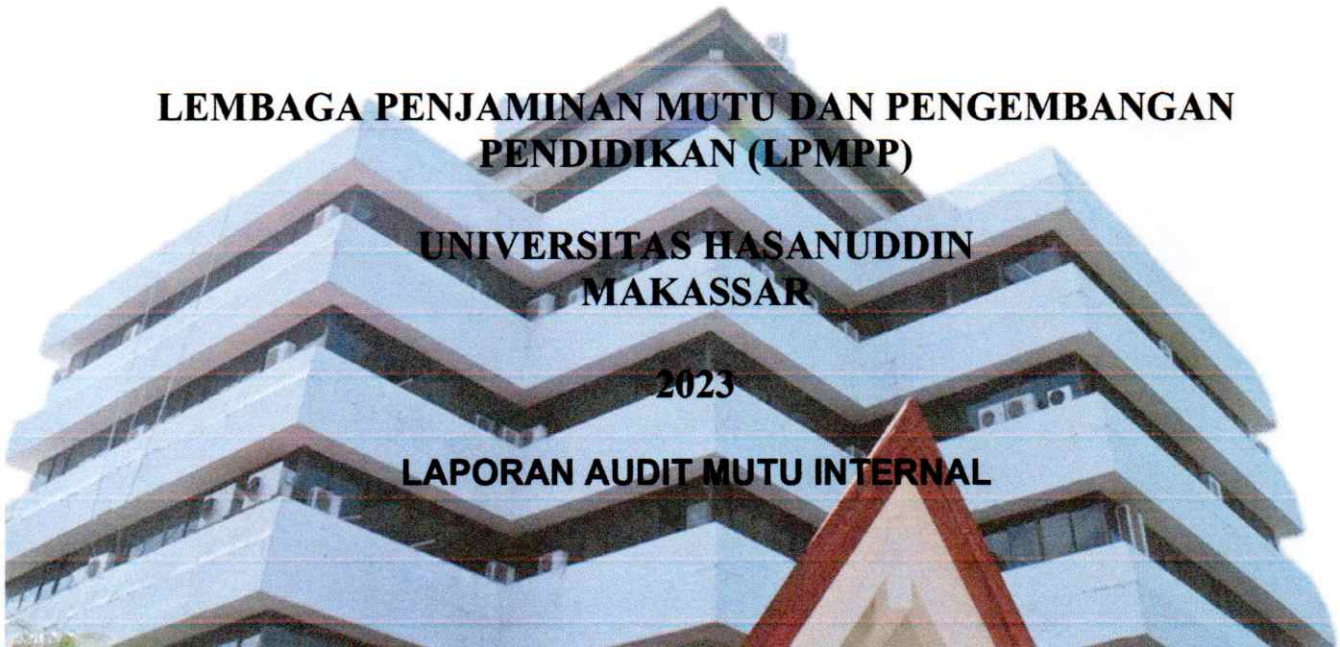 LEMBAGA PENJAMINAN MUTU DAN PENGEMBANGAN
PENDIDIKAN (LPMPP)
UNIVERSITAS HASANUDDIN
MAKASSAR
2023
LAPORAN AUDIT MUTU INTERNAL